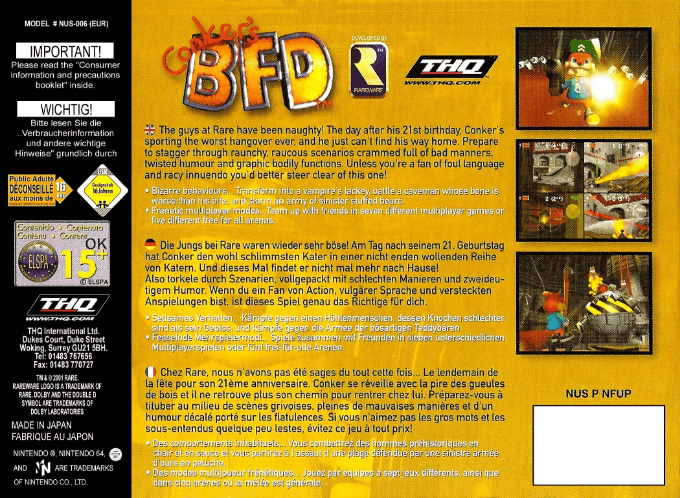 MODEL # NUS-006 (EUR)
IMPORTANT!
Please read the "Consumer
information and precautions
booklet" inside.
WICHTIG!
Bitte lesen Sie die
„Verbraucherinformation
und andere wichtige
Hinweise" grundlich durch
Public Adulte
DÉCONSEILLÉ
aux moins de
16
ans
USK
Geeignet ab
16 Jahren
Contenido • Contenuto
Contenu • Content
ELSPA
OK
15+
© ELSPA
THQ
WWW.THQ.COM
THQ International Ltd.
Dukes Court, Duke Street
Woking, Surrey GU21 5BH.
Tel: 01483 767656
Fax: 01483 770727
TM & © 2001 RARE.
RAREWARE LOGO IS A TRADEMARK OF
RARE. DOLBY AND THE DOUBLE D
SYMBOL ARE TRADEMARKS OF
DOLBY LABORATORIES
MADE IN JAPAN
FABRIQUE AU JAPON
NINTENDO ®, NINTENDO 64
AND N ARE TRADEMARKS
OF NINTENDO CO., LTD.
Conker's
BFD
TM
DEVELOPED BY
R
RAREWARE
THQ
WWW.THQ.COM
The guys at Rare have been naughty! The day after his 21st birthday, Conker's
sporting the worst hangover ever, and he just can't find his way home. Prepare
to stagger through raunchy, raucous scenarios crammed full of bad manners,
twisted humour and graphic bodily functions. Unless you're a fan of foul language
and racy innuendo you'd better steer clear of this one!
• Bizarre behaviours... Transform into a vampire's lackey, battle a caveman whose bone is
worse than his bite, and storm an army of sinister stuffed bears.
• Frenetic multiplayer modes.. Team up with friends in seven different multiplayer games or
five different free for all arenas.
Die Jungs bei Rare waren wieder sehr böse! Am Tag nach seinem 21. Geburtstag
hat Conker den wohl schlimmsten Kater in einer nicht enden wollenden Reihe
von Katern. Und dieses Mal findet er nicht mal mehr nach Hause!
Also torkele durch Szenarien, vollgepackt mit schlechten Manieren und zweideu-
tigem Humor. Wenn du ein Fan von Action, vulgärer Sprache und versteckten
Anspielungen bist, ist dieses Spiel genau das Richtige für dich.
• Seltsames Verhalten... Kämpfe gegen einen Höhlenmenschen, dessen Knochen schlechter
sind als sein Gebiss, und kämpfe gegen die Armee der bösartigen Teddybären.
• Fesselnde Mehrspielermodi... Spiele zusammen mit Freunden in sieben unterschiedlichen
Multiplayerspielen oder fünf frei-für-alle Arenen.
Chez Rare, nous n'avons pas été sages du tout cette fois... Le lendemain de
la fête pour son 21ème anniversaire, Conker se réveille avec la pire des gueules
de bois et il ne retrouve plus son chemin pour rentrer chez lui. Préparez-vous à
tituber au milieu de scènes grivoises, pleines de mauvaises manières et d'un
humour décalé porté sur les flatulences. Si vous n'aimez pas les gros mots et les
sous-entendus quelque peu lestes, évitez ce jeu à tout prix!
• Des comportements inhabituels... Vous combattrez des hommes préhistoriques en
chair et en sauce et vous partirez à l'assaut d'une plage défendue par une sinistre armée
d'ours en peluche.
• Des modes multijoueur frénétiques... Jouez par équipes à sept jeux différents, ainsi que
dans cinq arènes où la mêlée est générale.
NUS P NFUP